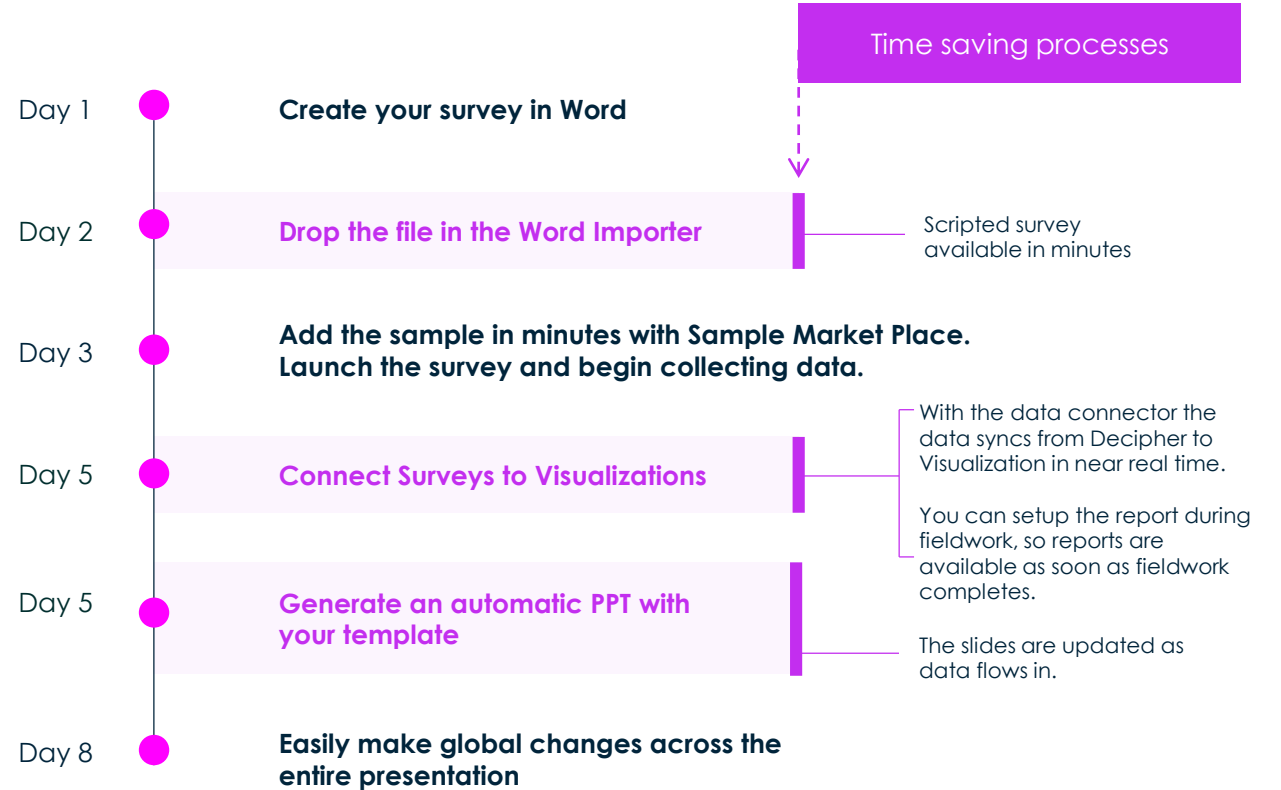 Time saving processes
Day 1
Create your survey in Word
Day 2
Drop the file in the Word Importer
Scripted survey
available in minutes
Day 3
Add the sample in minutes with Sample Market Place.
Launch the survey and begin collecting data.
Day 5
Connect Surveys to Visualizations
With the data connector the
data syncs from Decipher to
Visualization in near real time.
You can setup the report during
fieldwork, so reports are
available as soon as fieldwork
completes.
Day 5
Generate an automatic PPT with
your template
The slides are updated as
data flows in.
Day 8
Easily make global changes across the
entire presentation